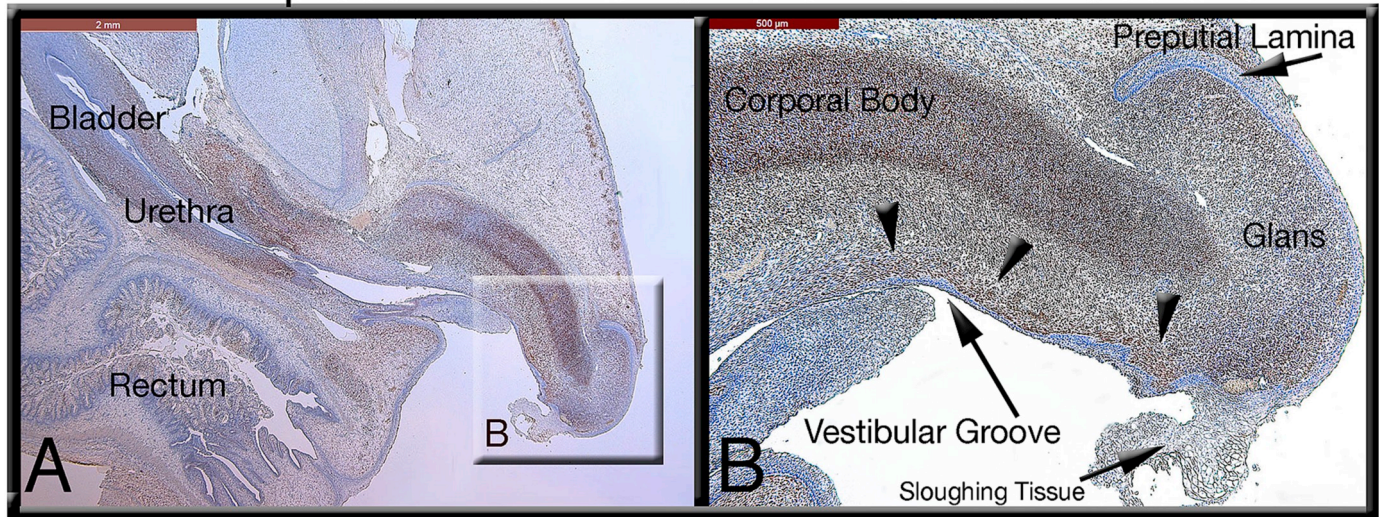 2 mm
Bladder
Urethra
Rectum
B
A
500 µm
Preputial Lamina
Corporal Body
Glans
Vestibular Groove
Sloughing Tissue
B